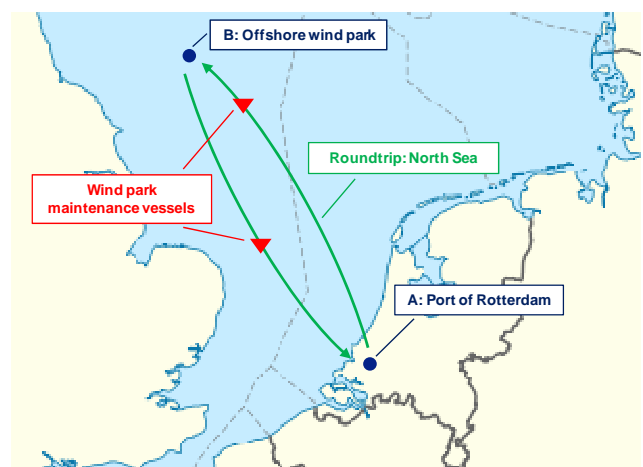 B: Offshore wind park
Roundtrip: North Sea
Wind park
maintenance vessels
A: Port of Rotterdam